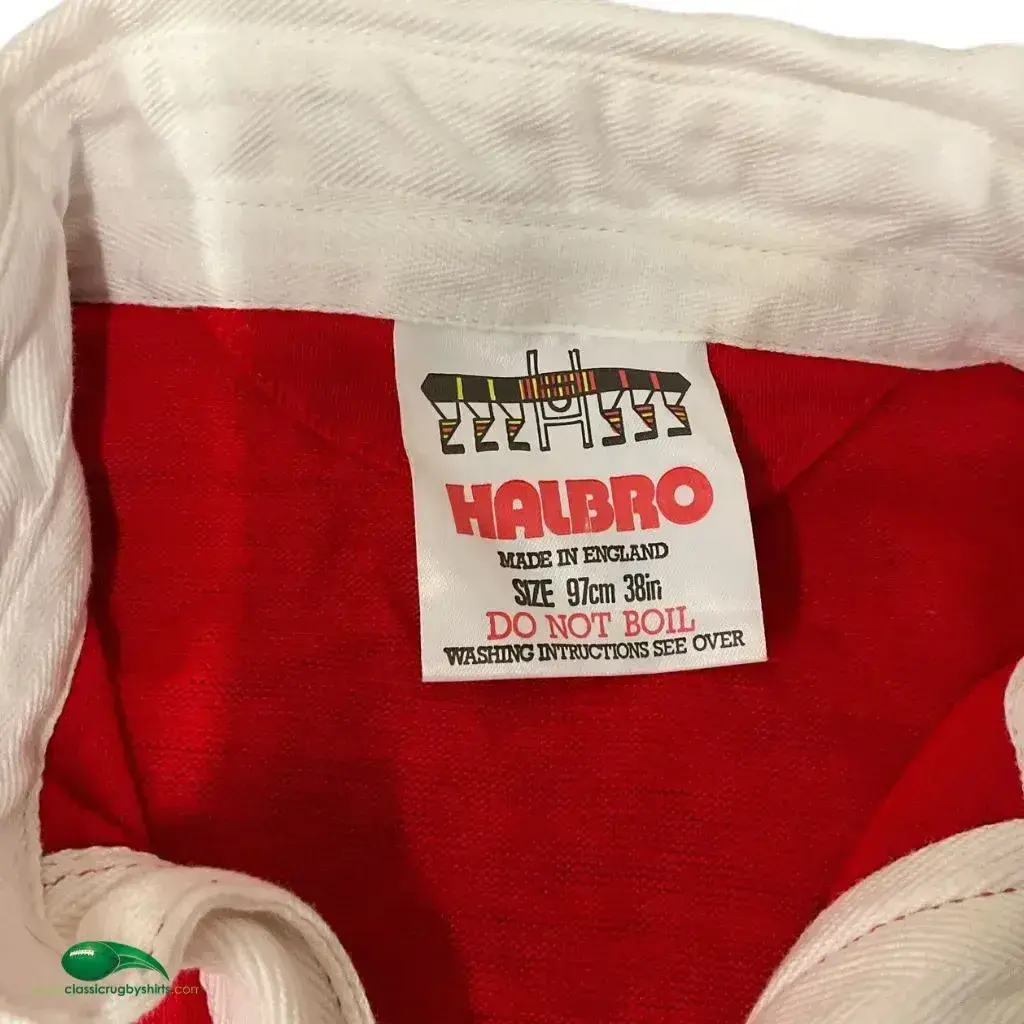 HALBRO
MADE IN ENGLAND
SIZE 97cm 38in
DO NOT BOIL
WASHING INTRUCTIONS SEE OVER
classicrugbyshirts.com